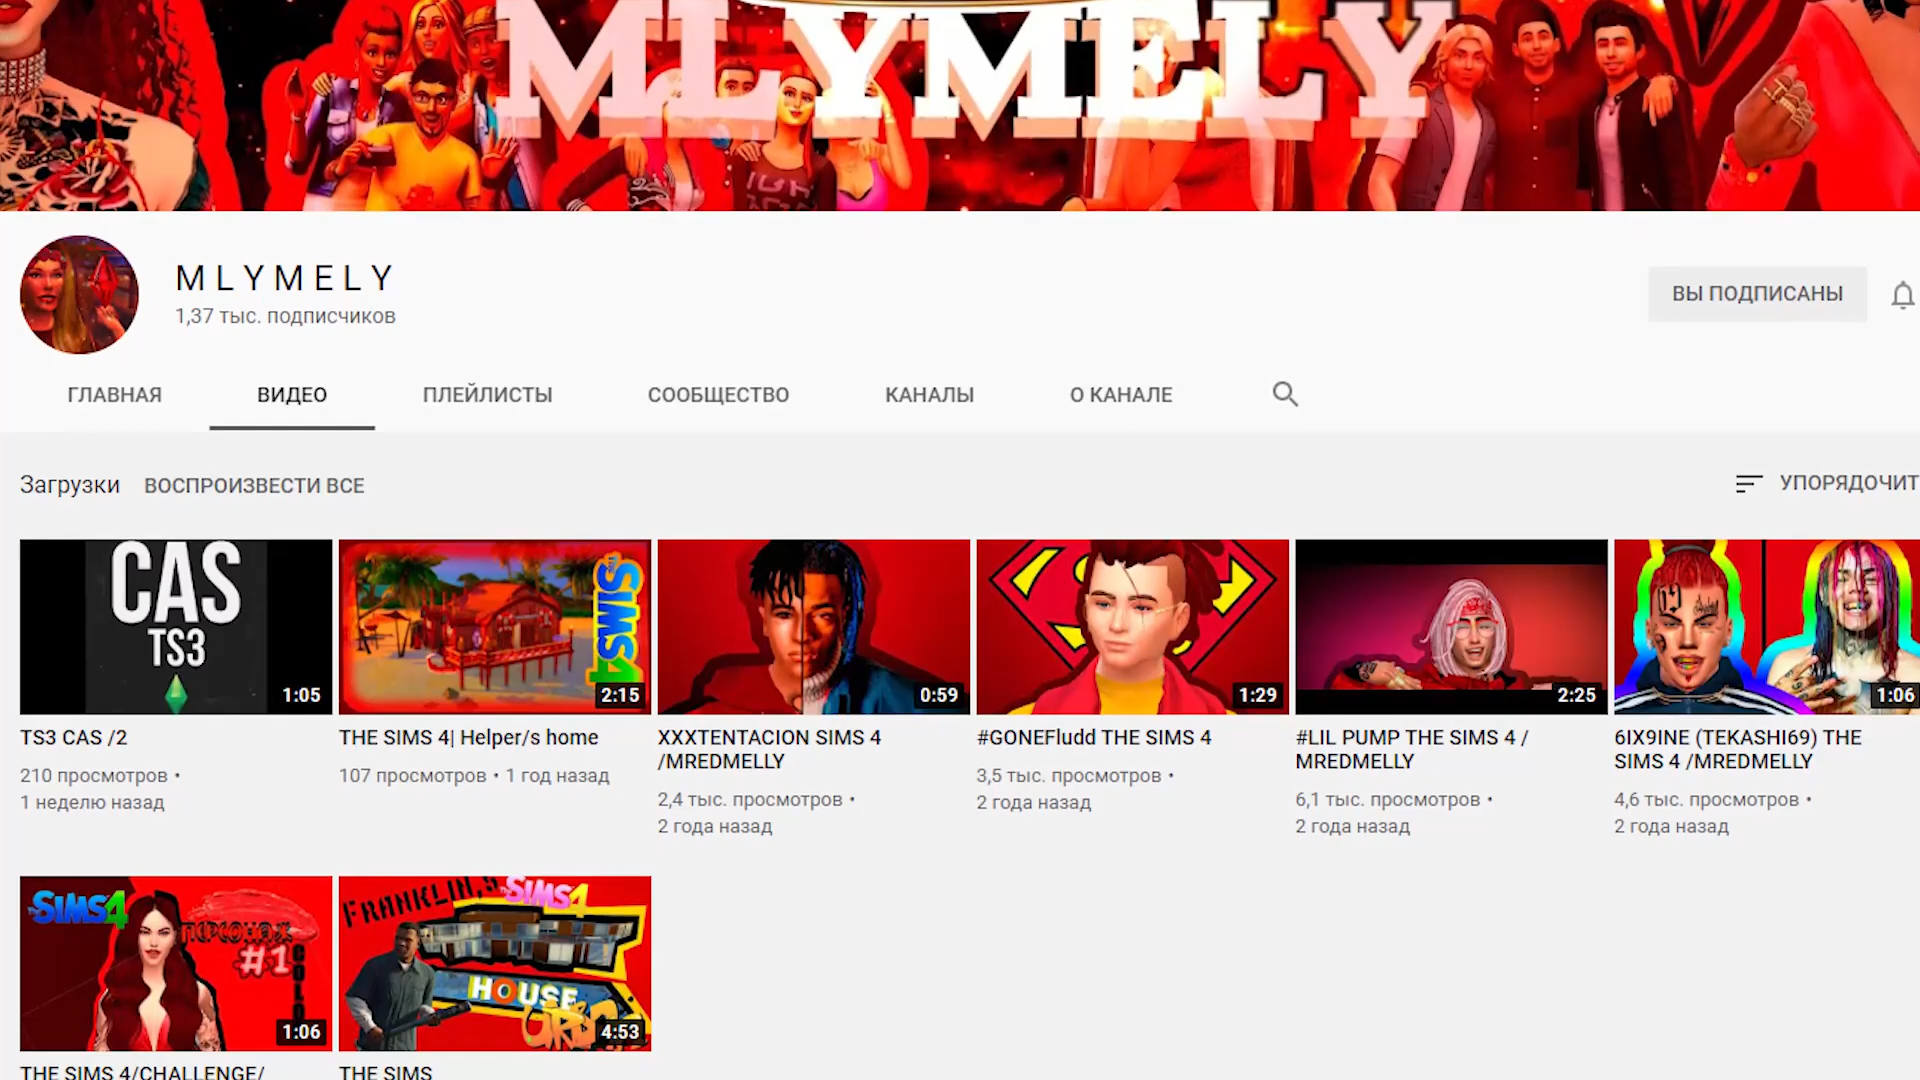 MLYMELY
M L Y M E L Y
1,37 тыс. подписчиков
ВЫ ПОДПИСАНЫ
ГЛАВНАЯ
ВИДЕО
ПЛЕЙЛИСТЫ
СООБЩЕСТВО
КАНАЛЫ
О КАНАЛЕ
Загрузки
ВОСПРОИЗВЕСТИ ВСЕ
УПОРЯДОЧИТ
CAS
TS3
1:05
SIMS4
2:15
0:59
1:29
2:25
1:06
TS3 CAS /2
210 просмотров •
1 неделю назад
THE SIMS 4| Helper/s home
107 просмотров • 1 год назад
XXXTENTACION SIMS 4
/MREDMELLY
2,4 тыс. просмотров •
2 года назад
#GONEFludd THE SIMS 4
3,5 тыс. просмотров •
2 года назад
#LIL PUMP THE SIMS 4 /
MREDMELLY
6,1 тыс. просмотров •
2 года назад
6IX9INE (TEKASHI69) THE
SIMS 4 /MREDMELLY
4,6 тыс. просмотров •
2 года назад
SIMS4
ПЕРСОНАЖ
#1
1:06
FRANKLIN,S
SIMS4
HOUSE
4:53
THE SIMS 4/CHALLENGE/
THE SIMS